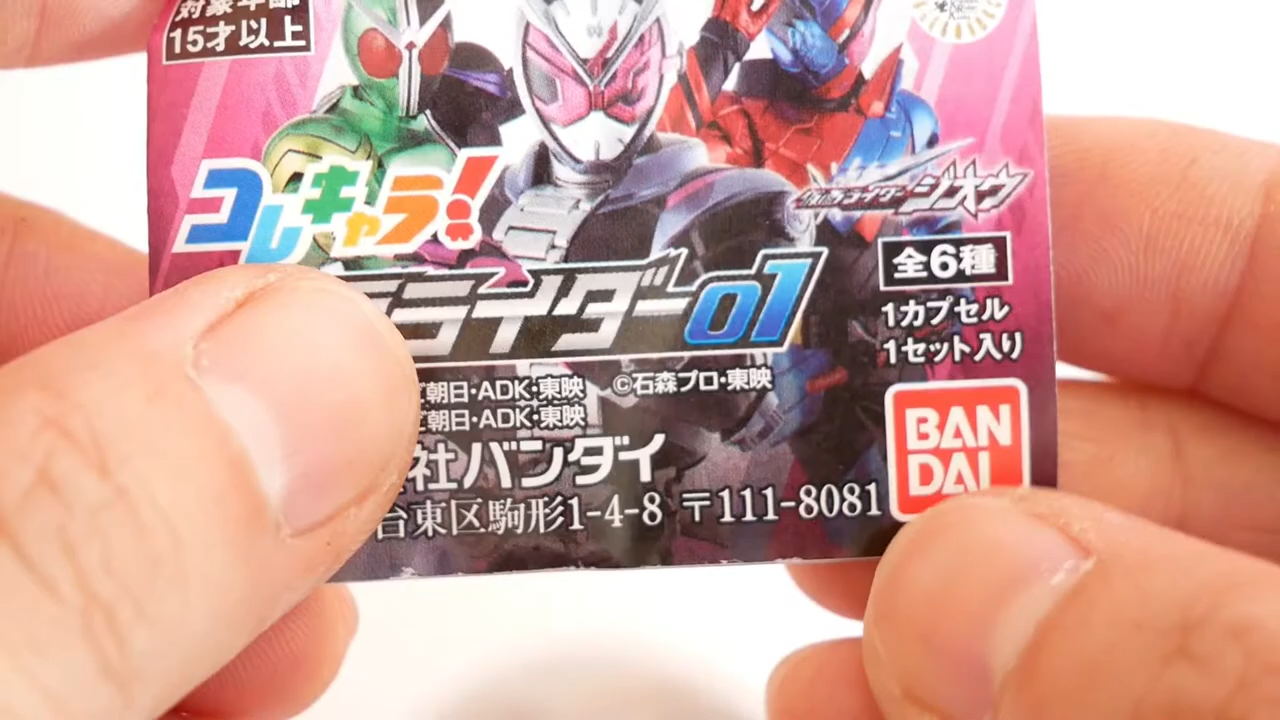 対象年齢
15才以上
コレキャラ!
仮面ライダージオウ
ライダー01
全6種
1カプセル
1セット入り
朝日・ADK・東映 ©石森プロ・東映
朝日・ADK・東映
社バンダイ
台東区駒形1-4-8 〒111-8081
BAN
DAI